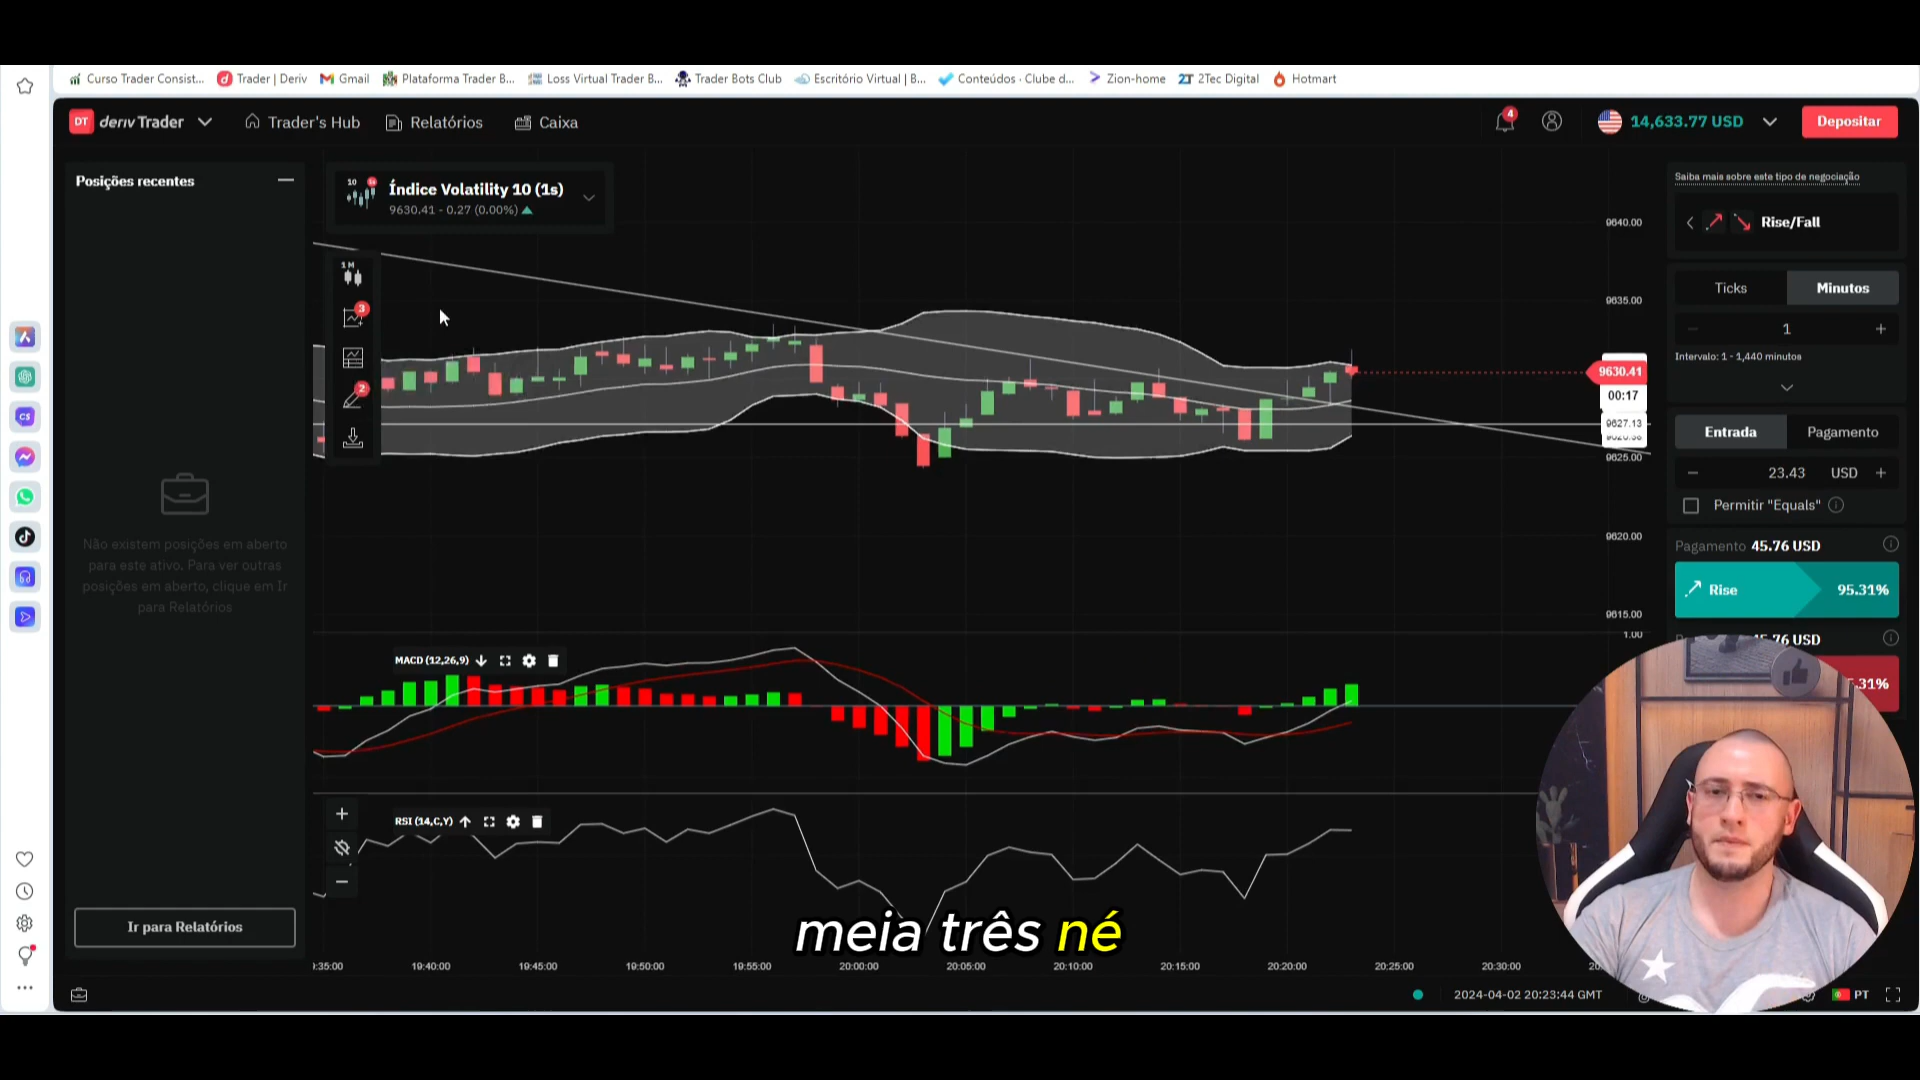 Curso Trader Consist...
Trader | Deriv
Gmail
Plataforma Trader B...
Loss Virtual Trader B...
Trader Bots Club
Escritório Virtual | B...
Conteúdos · Clube d...
Zion-home
2Tec Digital
Hotmart
DT deriv Trader
Trader's Hub
Relatórios
Caixa
4
14,633.77 USD
Depositar
Posições recentes
Índice Volatility 10 (1s)
9630.41 - 0.27 (0.00%)
10
1M
3
2
Não existem posições em aberto
para este ativo. Para ver outras
posições em aberto, clique em Ir
para Relatórios
Ir para Relatórios
9640.00
9635.00
9630.41
00:17
9627.13
9625.00
9620.00
9615.00
1.00
Saiba mais sobre este tipo de negociação
Rise/Fall
Ticks
Minutos
1
Intervalo: 1 - 1,440 minutos
Entrada
Pagamento
23.43
USD
Permitir "Equals"
Pagamento 45.76 USD
Rise
95.31%
MACD (12,26,9)
RSI (14,C,Y)
meia três né
19:40:00
19:45:00
19:50:00
19:55:00
20:00:00
20:05:00
20:10:00
20:15:00
20:20:00
20:25:00
20:30:00
2024-04-02 20:23:44 GMT
PT